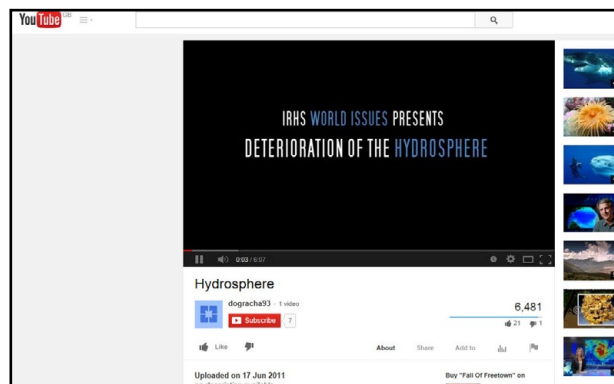 YouTube GB
IRHS WORLD ISSUES PRESENTS
DETERIORATION OF THE HYDROSPHERE
0:03 / 6:07
Hydrosphere
dogracha93 · 1 video
Subscribe 7
6,481
21 1
Like
About Share Add to
Uploaded on 17 Jun 2011
Buy "Fall Of Freetown" on